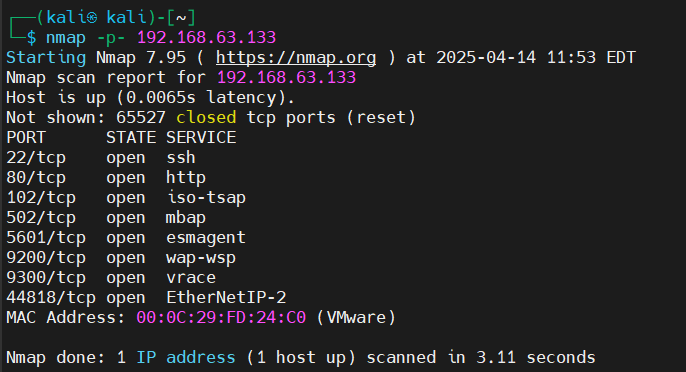 ┌──(kali㉿ kali)-[~]
└─$ nmap -p- 192.168.63.133
Starting Nmap 7.95 ( https://nmap.org ) at 2025-04-14 11:53 EDT
Nmap scan report for 192.168.63.133
Host is up (0.0065s latency).
Not shown: 65527 closed tcp ports (reset)
PORT      STATE SERVICE
22/tcp    open  ssh
80/tcp    open  http
102/tcp   open  iso-tsap
502/tcp   open  mbap
5601/tcp  open  esmagent
9200/tcp  open  wap-wsp
9300/tcp  open  vrace
44818/tcp open  EtherNetIP-2
MAC Address: 00:0C:29:FD:24:C0 (VMware)
Nmap done: 1 IP address (1 host up) scanned in 3.11 seconds